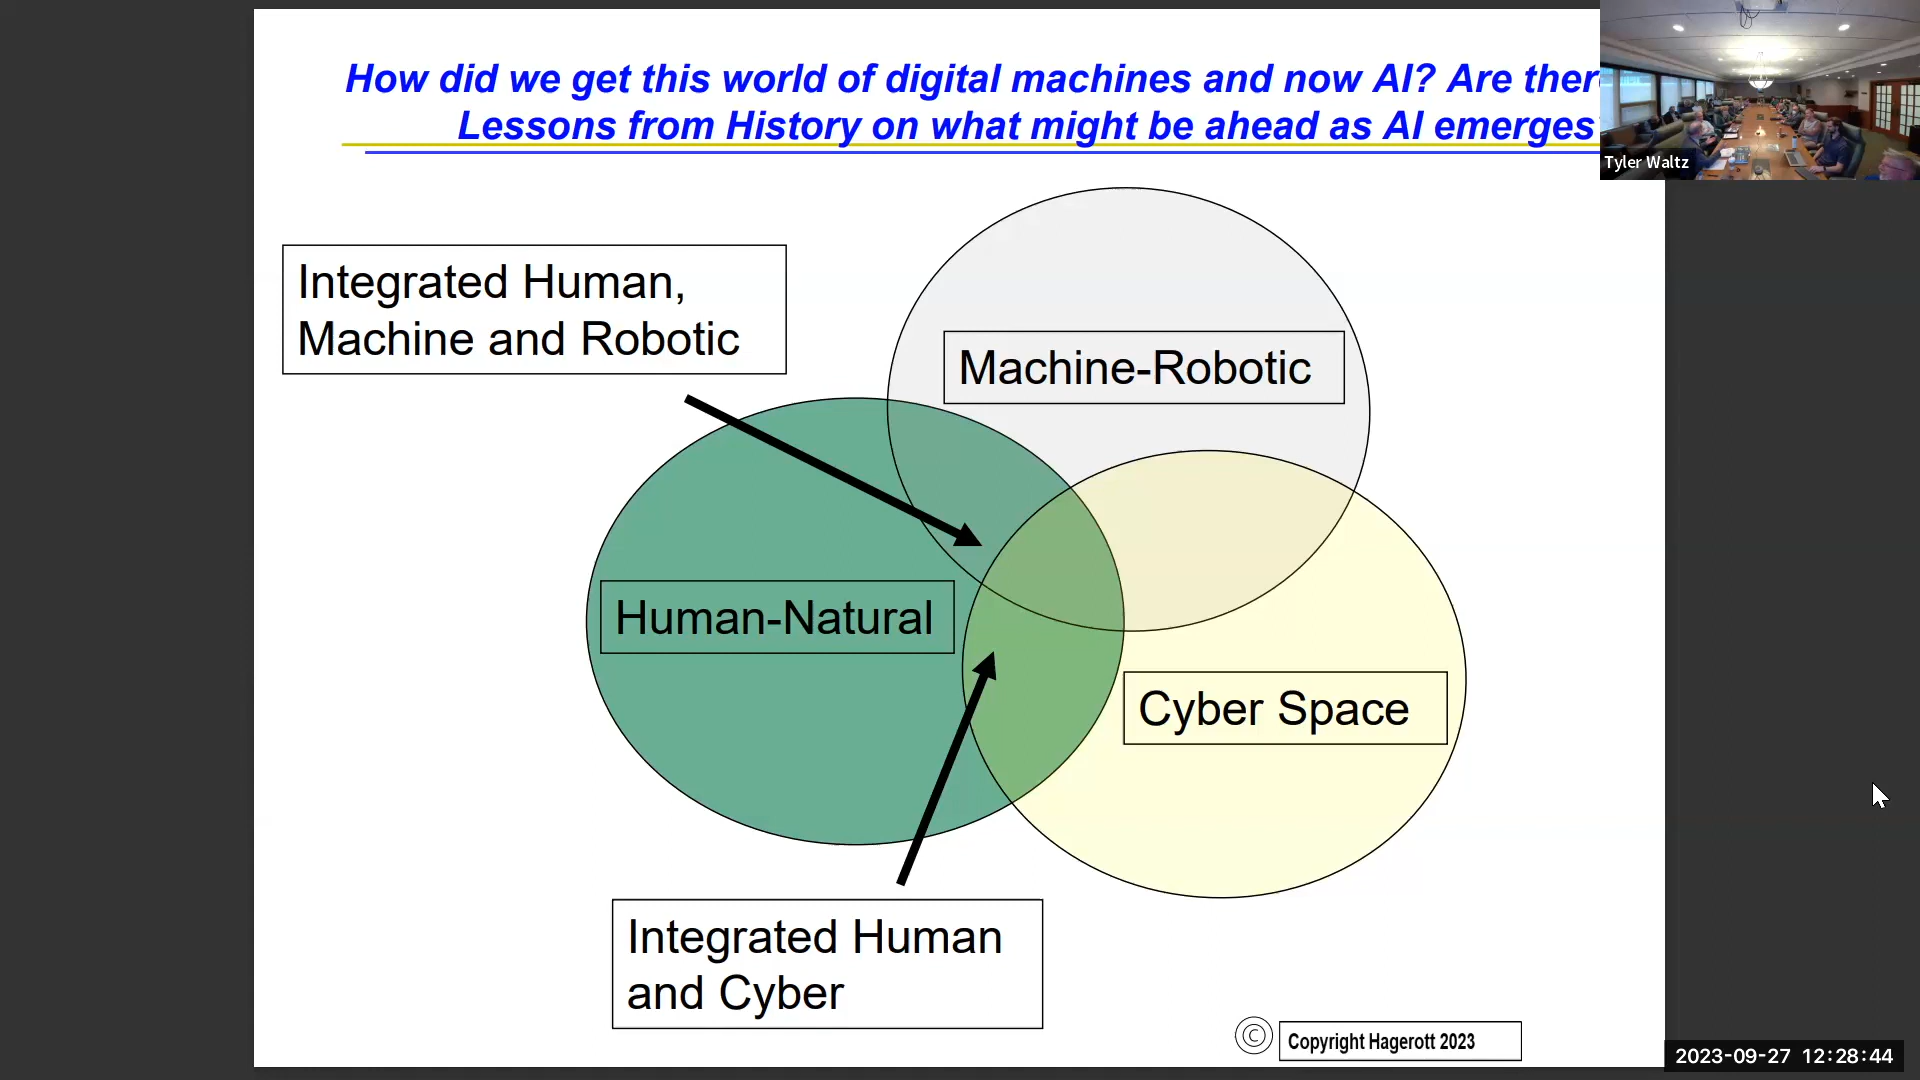 How did we get this world of digital machines and now AI? Are ther
Lessons from History on what might be ahead as AI emerges
Tyler Waltz
Integrated Human,
Machine and Robotic
Machine-Robotic
Human-Natural
Cyber Space
Integrated Human
and Cyber
© Copyright Hagerott 2023
2023-09-27 12:28:44